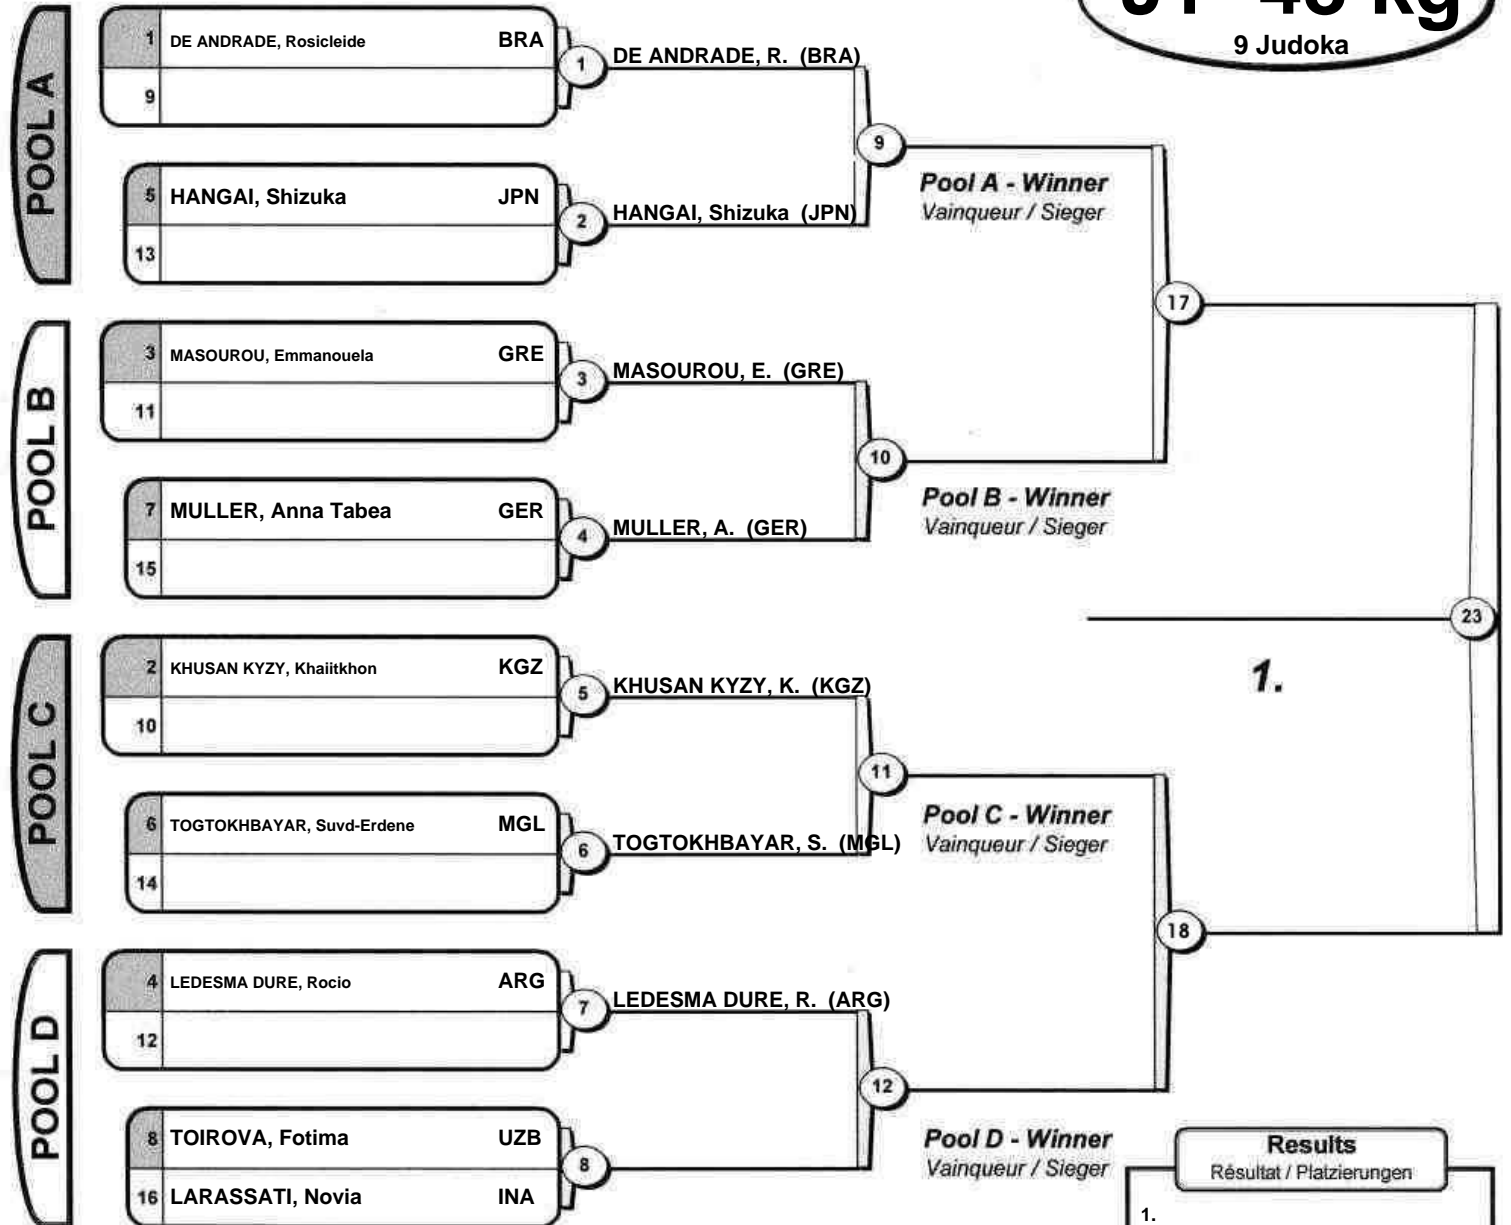 9 Judoka
POOL A
1 DE ANDRADE, Rosicleide BRA
9
1
DE ANDRADE, R. (BRA)
5 HANGAI, Shizuka JPN
13
2
HANGAI, Shizuka (JPN)
9
Pool A - Winner
Vainqueur / Sieger
POOL B
3 MASOUROU, Emmanouela GRE
11
3
MASOUROU, E. (GRE)
7 MULLER, Anna Tabea GER
15
4
MULLER, A. (GER)
10
Pool B - Winner
Vainqueur / Sieger
17
POOL C
2 KHUSAN KYZY, Khaiitkhon KGZ
10
5
KHUSAN KYZY, K. (KGZ)
6 TOGTOKHBAYAR, Suvd-Erdene MGL
14
6
TOGTOKHBAYAR, S. (MGL)
11
Pool C - Winner
Vainqueur / Sieger
POOL D
4 LEDESMA DURE, Rocio ARG
12
7
LEDESMA DURE, R. (ARG)
8 TOIROVA, Fotima UZB
16 LARASSATI, Novia INA
8
12
Pool D - Winner
Vainqueur / Sieger
18
23
1.
Results
Résultat / Platzierungen
1.